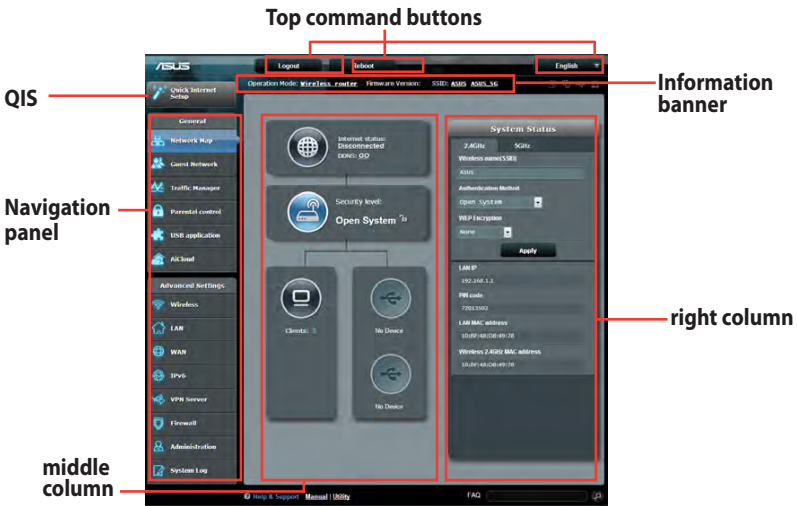 Top command buttons
ASUS
Logout
Reboot
English
QIS
Quick Internet
Setup
Operation Mode: Wireless router Firmware Version: SSID: ASUS ASUS_5G
Information
banner
Navigation
panel
General
Network Map
Guest Network
Traffic Manager
Parental control
USB application
AiCloud
Advanced Settings
Wireless
LAN
WAN
IPv6
VPN Server
Firewall
Administration
System Log
Internet status:
Disconnected
DDNS: GO
Security level:
Open System
Clients: 3
No Device
No Device
System Status
2.4GHz
5GHz
Wireless name(SSID)
ASUS
Authentication Method
Open System
WEP Encryption
None
Apply
LAN IP
192.168.1.1
PIN code
72013502
LAN MAC address
Wireless 2.4GHz MAC address
right column
middle
column
Help & Support Manual | Utility
FAQ